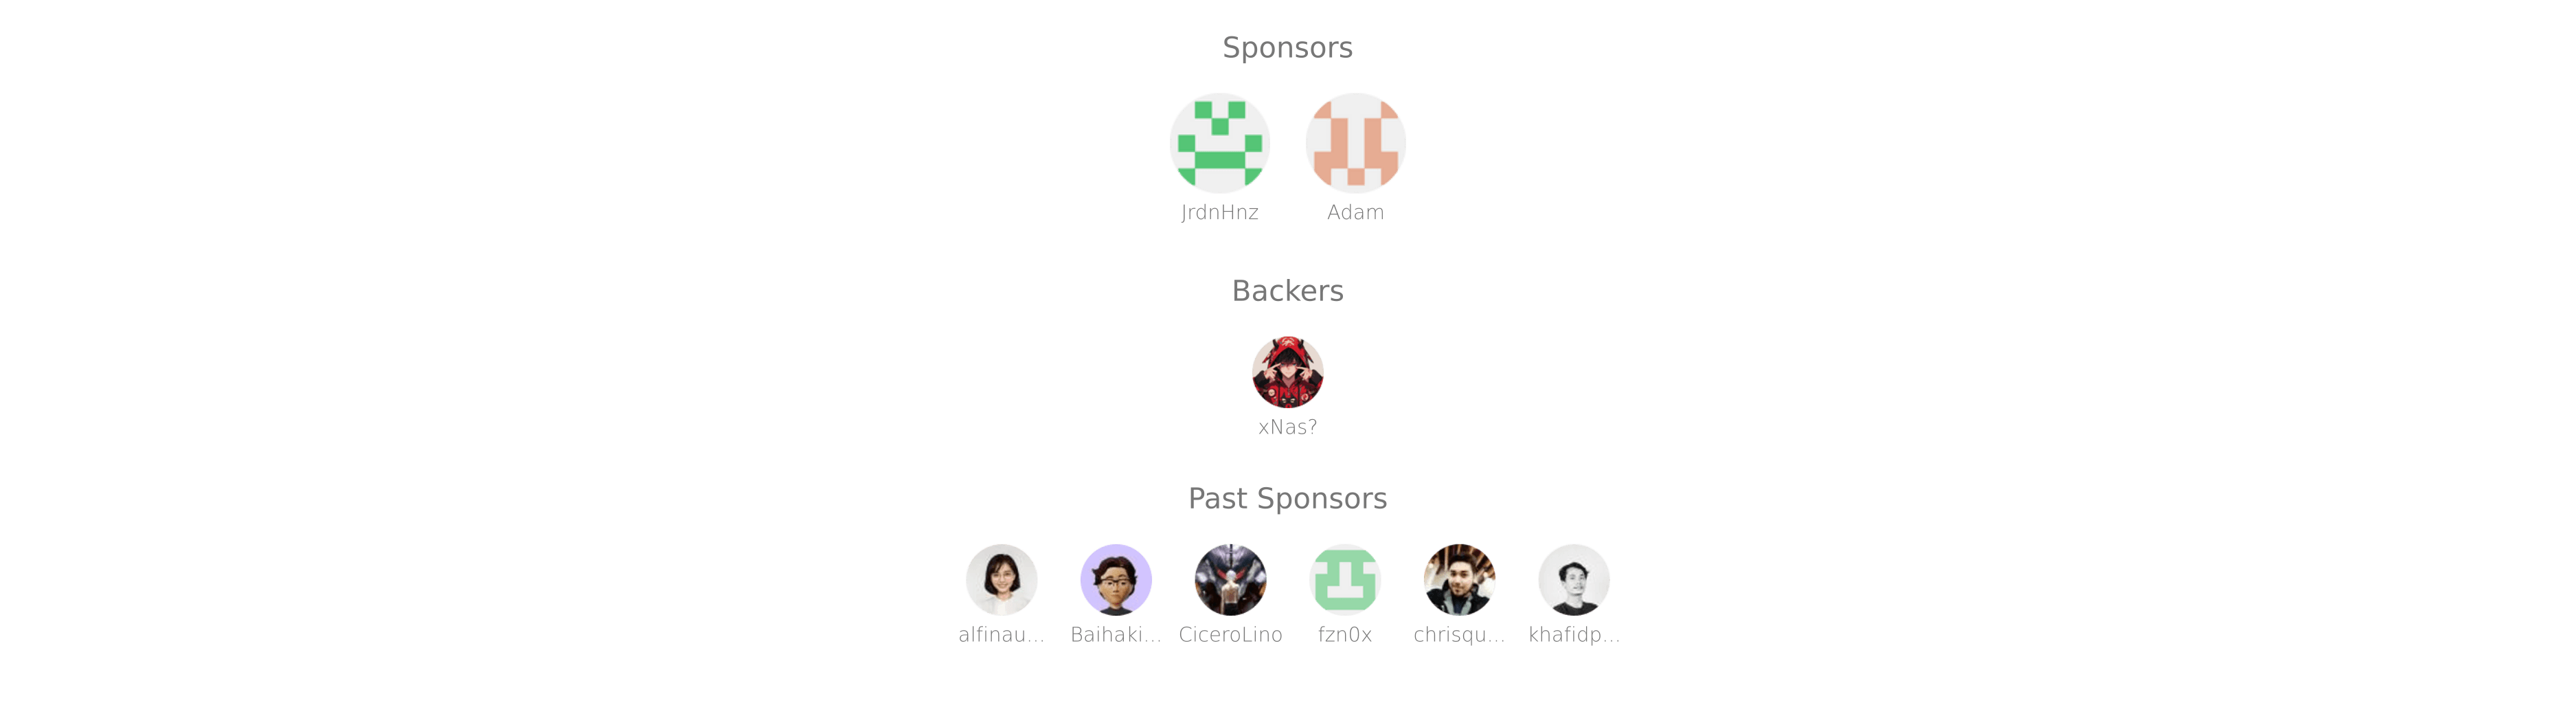 Sponsors
JrdnHnz
Adam
Backers
xNas?
Past Sponsors
alfinau...
Baihaki...
CiceroLino
fzn0x
chrisqu...
khafidp...